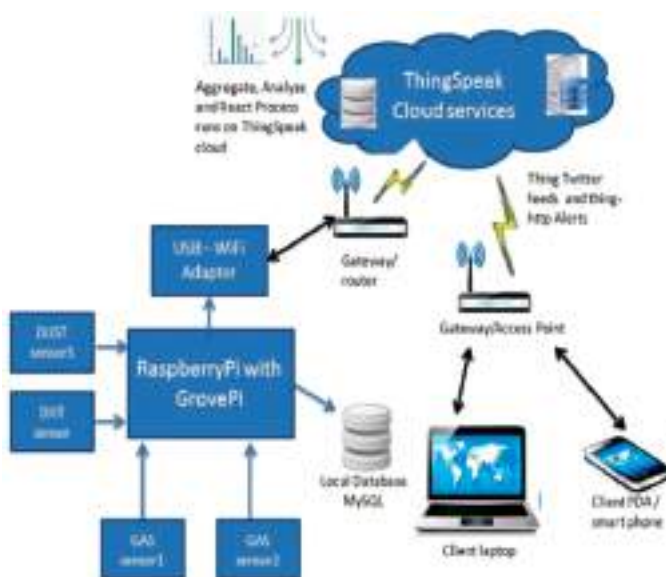 ThingSpeak
Cloud services
Aggregate, Analyse
and React Process
runs on ThingSpeak
cloud
Thing Twitter
feeds and thing-
http Alerts
USB - WiFi
Adaptor
Gateway/
router
Gateway/Access Point
DUST
sensor1
RaspberryPi with
GrovePi
sensor
Local Database
MySQL
GAS
sensor1
GAS
sensor2
Client laptop
Client PDA /
smart phone